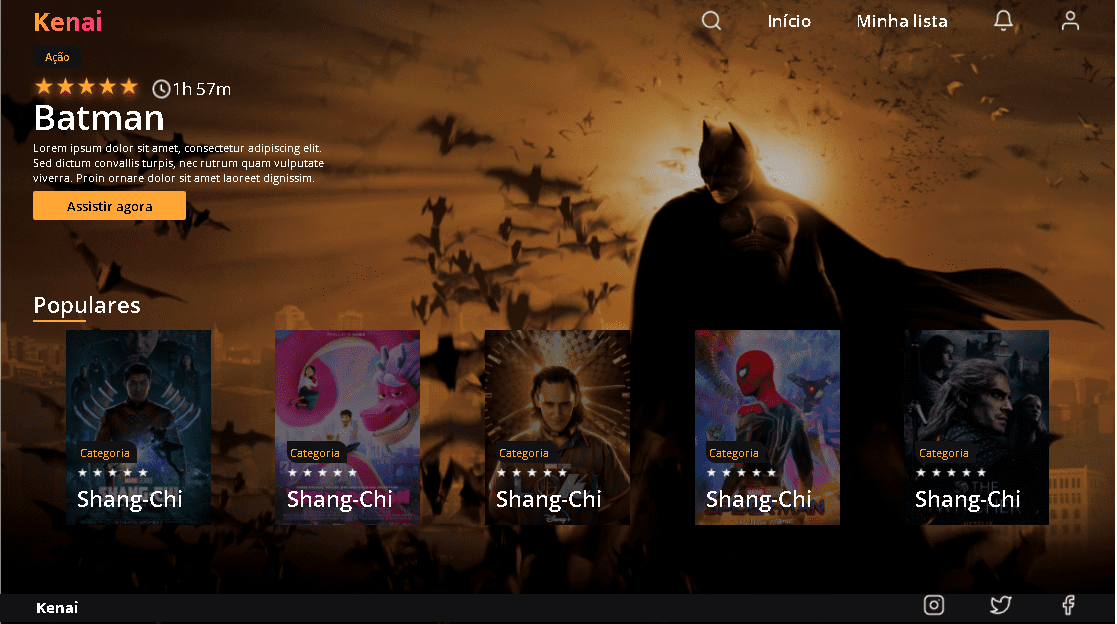 Kenai
Início
Minha lista
Ação
1h 57m
Batman
Lorem ipsum dolor sit amet, consectetur adipiscing elit.
Sed dictum convallis turpis, nec rutrum quam vulputate
viverra. Proin ornare dolor sit amet laoreet dignissim.
Assistir agora
Populares
Categoria
Shang-Chi
Categoria
Shang-Chi
Categoria
Shang-Chi
Categoria
Shang-Chi
Categoria
Shang-Chi
Kenai